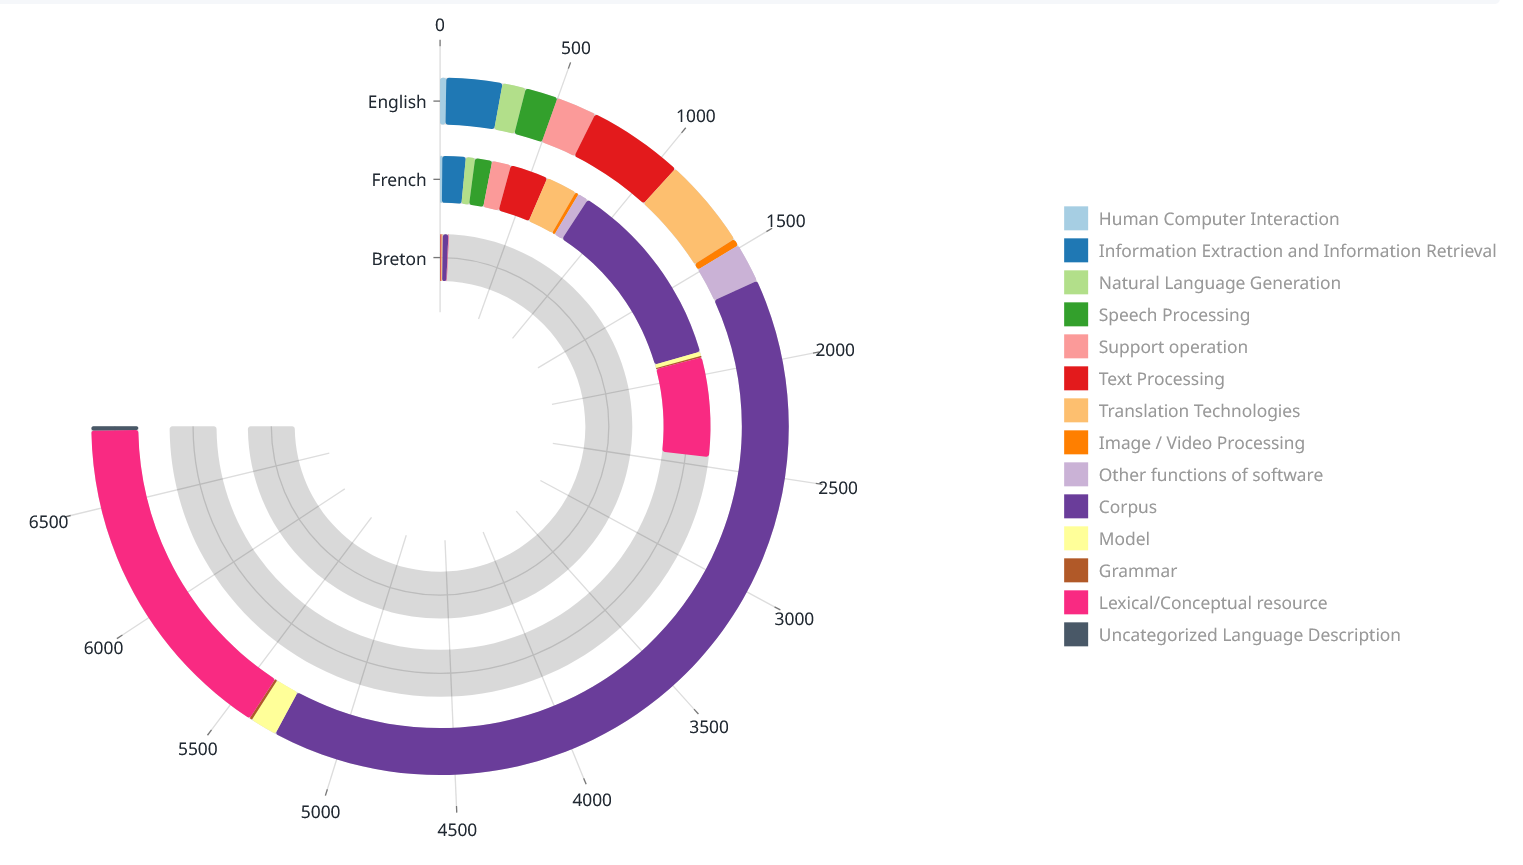 0
500
1000
1500
2000
2500
3000
3500
4000
4500
5000
5500
6000
6500
English
French
Breton
Human Computer Interaction
Information Extraction and Information Retrieval
Natural Language Generation
Speech Processing
Support operation
Text Processing
Translation Technologies
Image / Video Processing
Other functions of software
Corpus
Model
Grammar
Lexical/Conceptual resource
Uncategorized Language Description